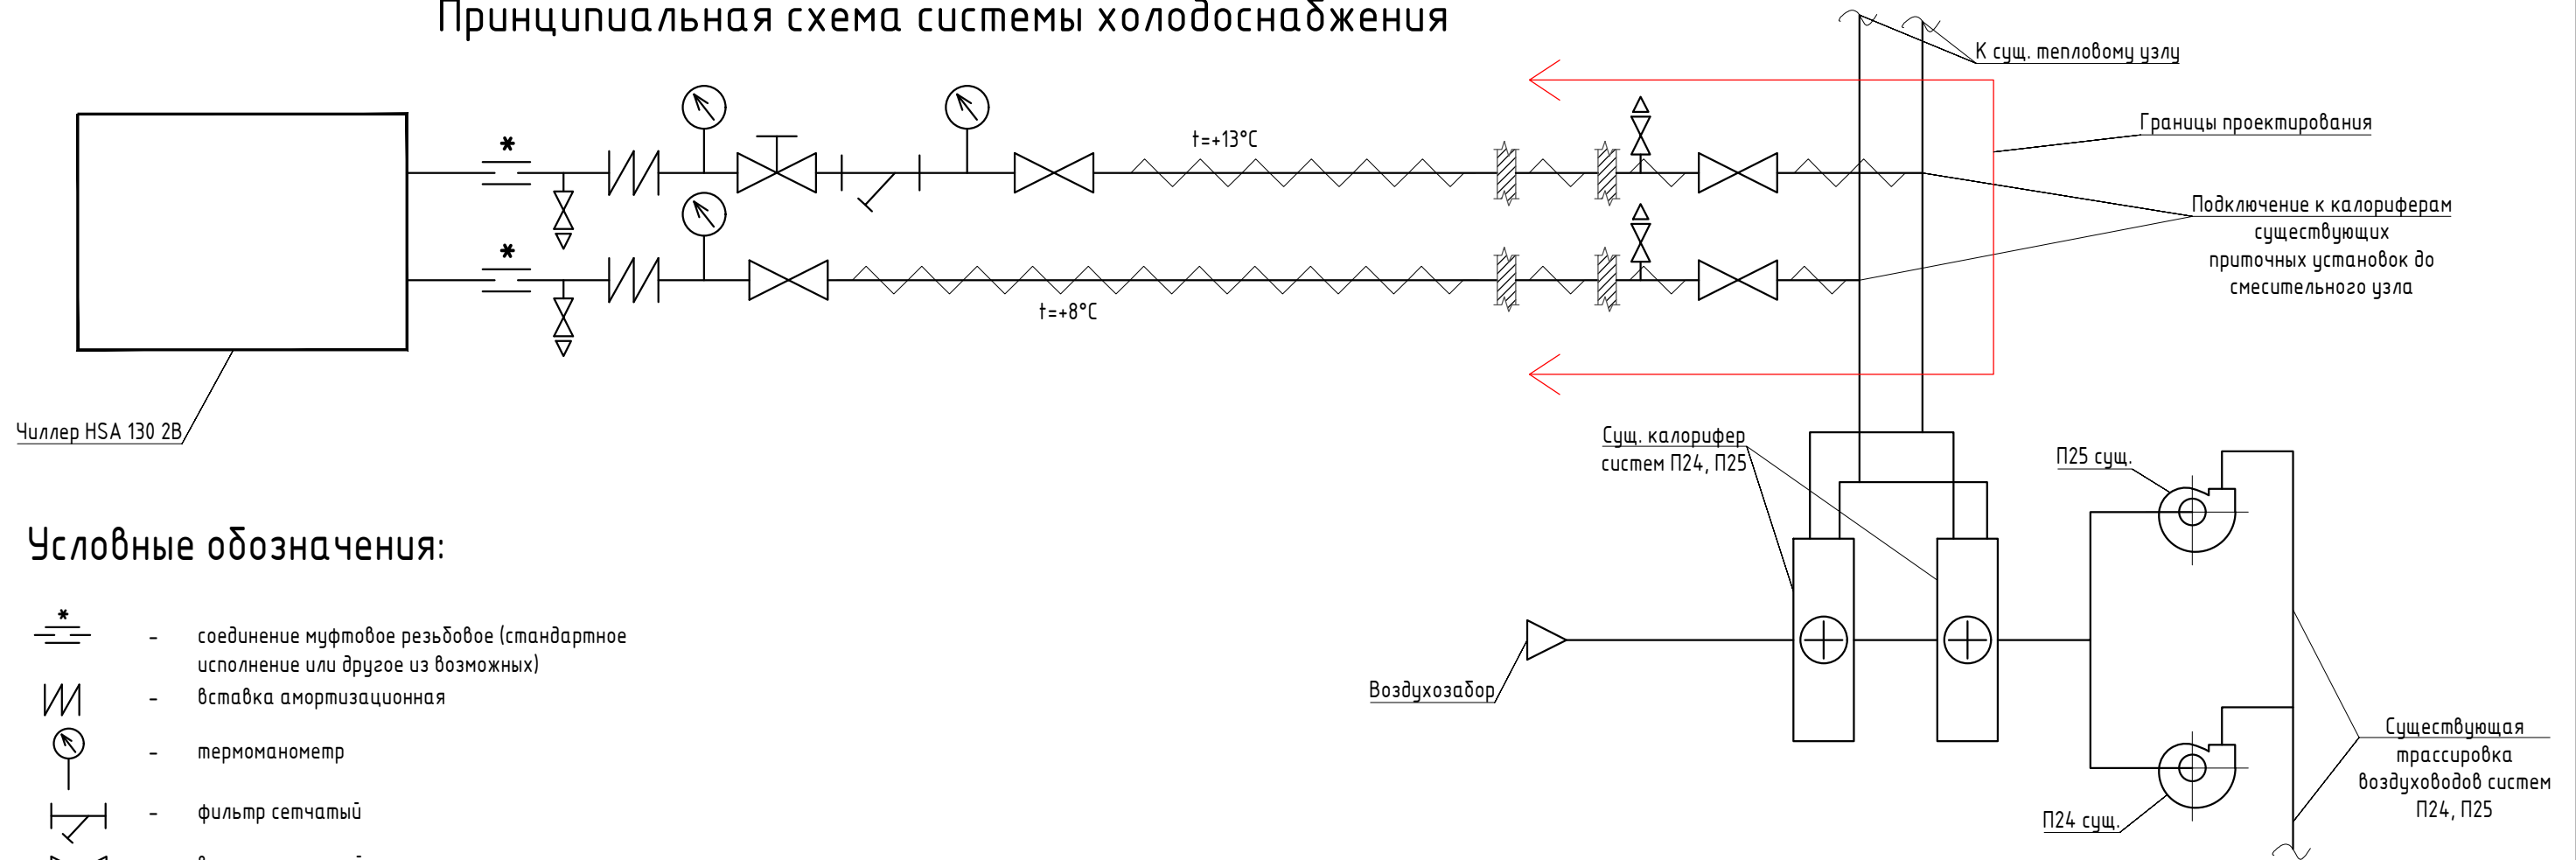 Принципиальная схема системы холодоснабжения
К сущ. тепловому узлу
t=+13°C
Границы проектирования
Подключение к калориферам
существующих
приточных установок до
смесительного узла
t=+8°C
Чиллер HSA 130 2B
Сущ. калорифер
систем П24, П25
П25 сущ.
Условные обозначения:
* - соединение муфтовое резьбовое (стандартное
исполнение или другое из возможных)
- вставка амортизационная
- термоманометр
- фильтр сетчатый
Воздухозабор
Существующая
трассировка
воздуховодов систем
П24, П25
П24 сущ.